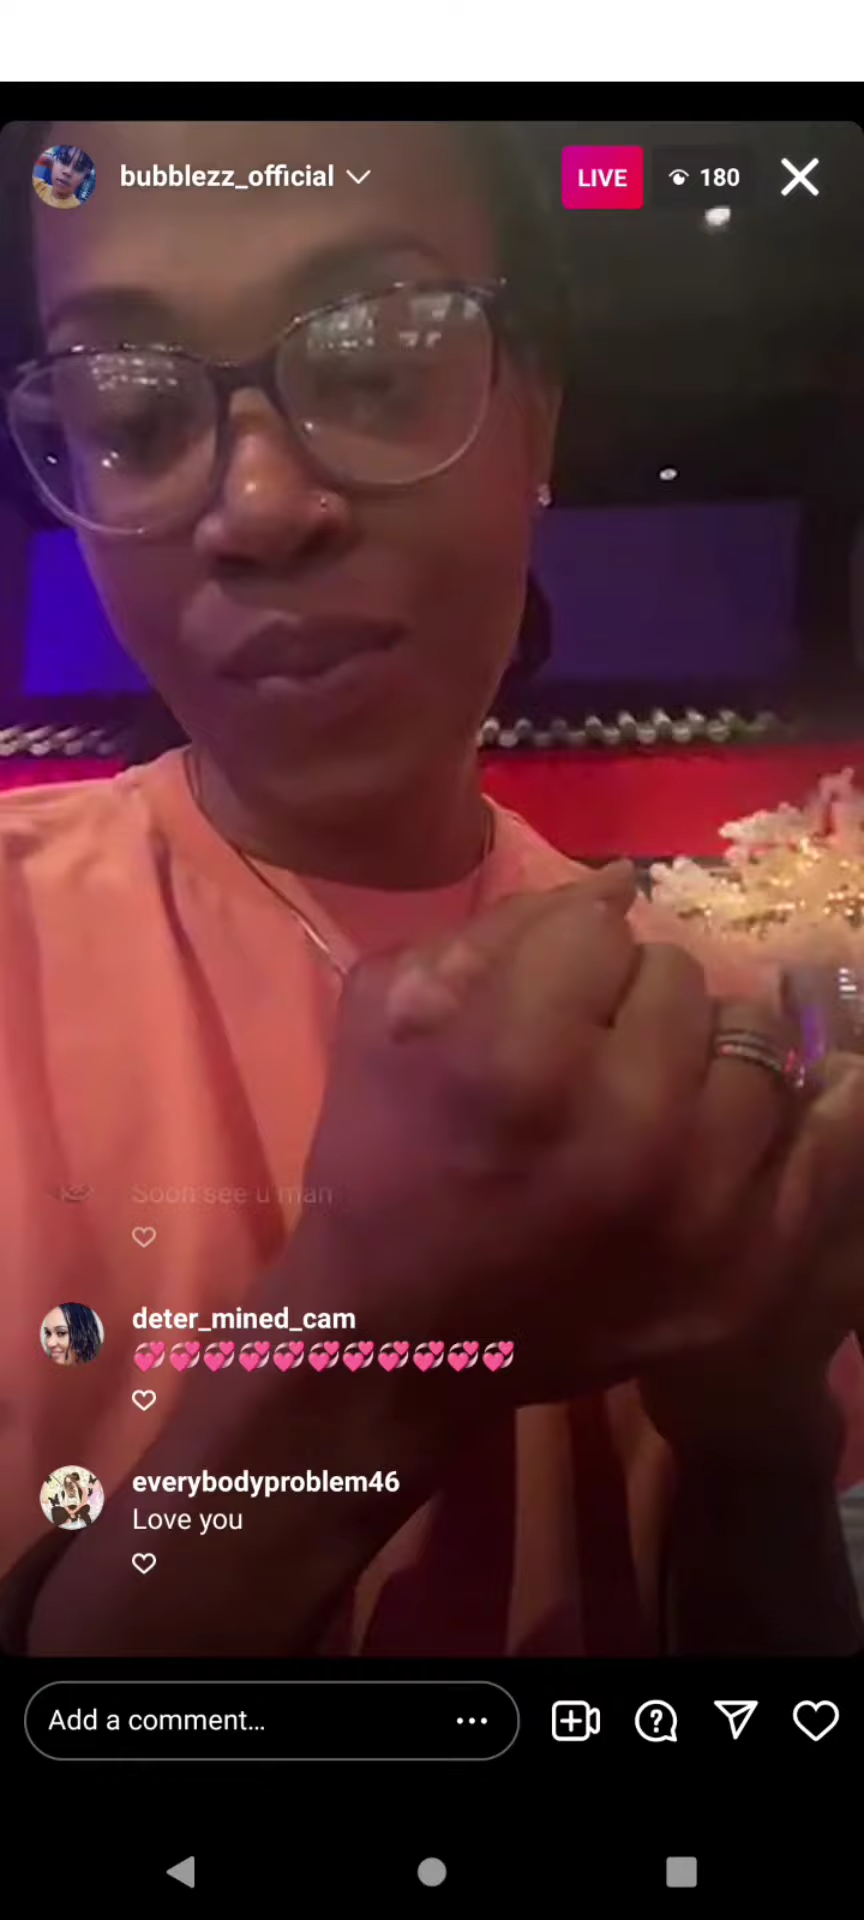 bubblezz_official
LIVE
180
Soon see u man
deter_mined_cam
💞💞💞💞💞💞💞💞💞💞💞
everybodyproblem46
Love you
Add a comment...